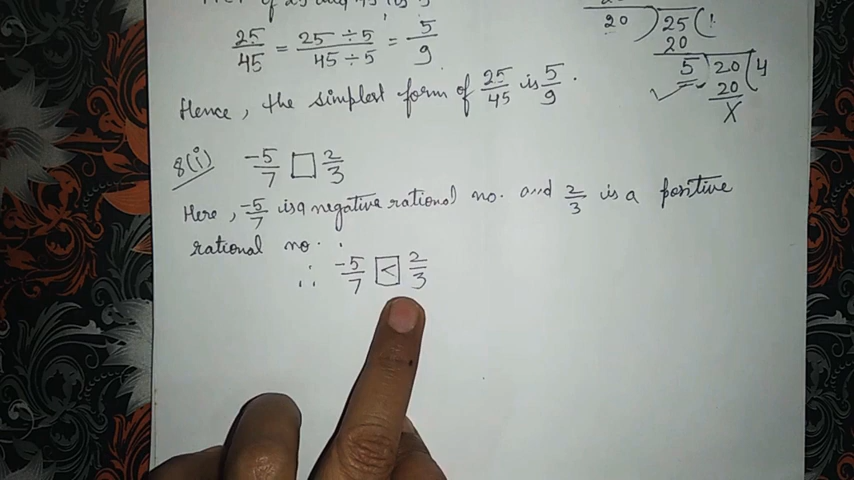 25/45 = 25 ÷ 5 / 45 ÷ 5 = 5/9
Hence, the simplest form of 25/45 is 5/9.
20 ) 25 ( 1
20
5 ) 20 ( 4
20
X
8(i) -5/7 □ 2/3
Here, -5/7 is a negative rational no. and 2/3 is a positive
rational no.
∴ -5/7 < 2/3